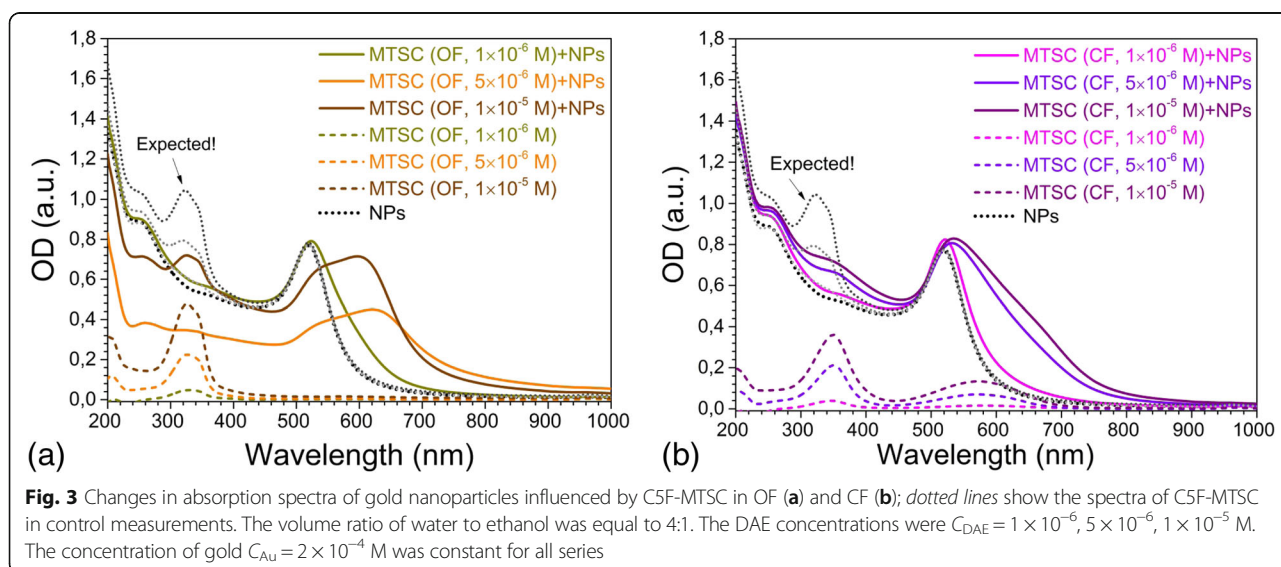 1,8
1,6
1,4
1,2
1,0
0,8
0,6
0,4
0,2
0,0
OD (a.u.)
200 300 400 500 600 700 800 900 1000
Wavelength (nm)
(a)
Expected!
MTSC (OF, 1×10⁻⁶ M)+NPs
MTSC (OF, 5×10⁻⁶ M)+NPs
MTSC (OF, 1×10⁻⁵ M)+NPs
MTSC (OF, 1×10⁻⁶ M)
MTSC (OF, 5×10⁻⁶ M)
MTSC (OF, 1×10⁻⁵ M)
NPs
1,8
1,6
1,4
1,2
1,0
0,8
0,6
0,4
0,2
0,0
OD (a.u.)
200 300 400 500 600 700 800 900 1000
Wavelength (nm)
(b)
Expected!
MTSC (CF, 1×10⁻⁶ M)+NPs
MTSC (CF, 5×10⁻⁶ M)+NPs
MTSC (CF, 1×10⁻⁵ M)+NPs
MTSC (CF, 1×10⁻⁶ M)
MTSC (CF, 5×10⁻⁶ M)
MTSC (CF, 1×10⁻⁵ M)
NPs
Fig. 3 Changes in absorption spectra of gold nanoparticles influenced by C5F-MTSC in OF (a) and CF (b); dotted lines show the spectra of C5F-MTSC
in control measurements. The volume ratio of water to ethanol was equal to 4:1. The DAE concentrations were C_DAE = 1 × 10⁻⁶, 5 × 10⁻⁶, 1 × 10⁻⁵ M.
The concentration of gold C_Au = 2 × 10⁻⁴ M was constant for all series